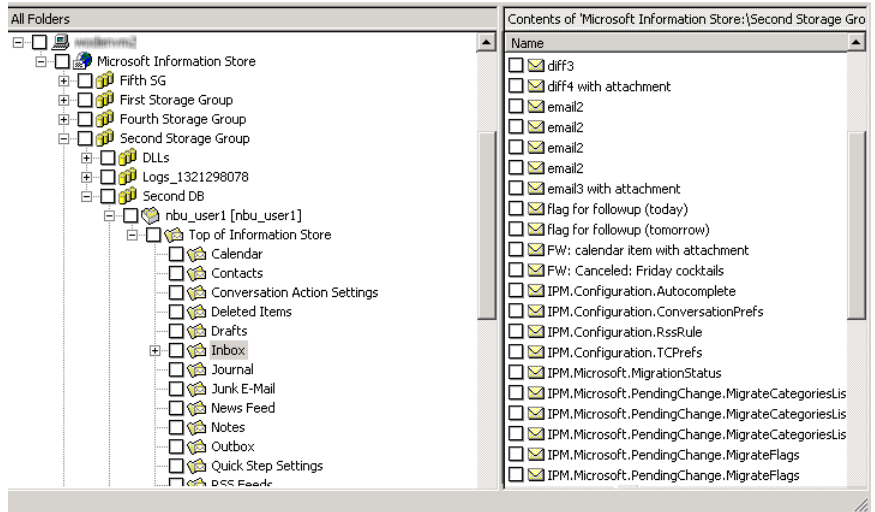 All Folders
Microsoft Information Store
Fifth SG
First Storage Group
Fourth Storage Group
Second Storage Group
DLLs
Logs_1321298078
Second DB
nbu_user1 [nbu_user1]
Top of Information Store
Calendar
Contacts
Conversation Action Settings
Deleted Items
Drafts
Inbox
Journal
Junk E-Mail
News Feed
Notes
Outbox
Quick Step Settings
RSS Feeds
Contents of 'Microsoft Information Store:\Second Storage Gro
Name
diff3
diff4 with attachment
email2
email2
email2
email2
email3 with attachment
flag for followup (today)
flag for followup (tomorrow)
FW: calendar item with attachment
FW: Canceled: Friday cocktails
IPM.Configuration.Autocomplete
IPM.Configuration.ConversationPrefs
IPM.Configuration.RssRule
IPM.Configuration.TCPrefs
IPM.Microsoft.MigrationStatus
IPM.Microsoft.PendingChange.MigrateCategoriesLis
IPM.Microsoft.PendingChange.MigrateCategoriesLis
IPM.Microsoft.PendingChange.MigrateCategoriesLis
IPM.Microsoft.PendingChange.MigrateFlags
IPM.Microsoft.PendingChange.MigrateFlags